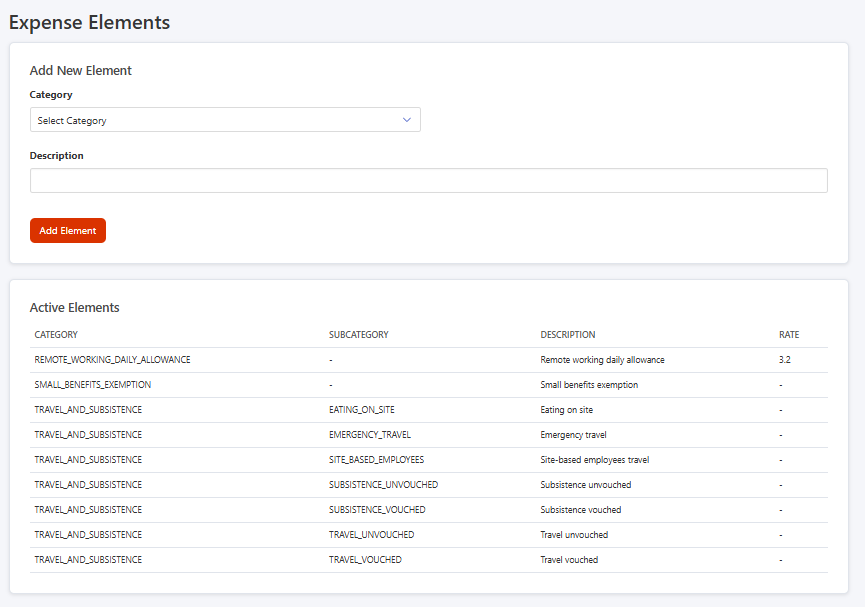 Expense Elements
Add New Element
Category
Select Category
Description
Add Element
Active Elements
CATEGORY SUBCATEGORY DESCRIPTION RATE
REMOTE_WORKING_DAILY_ALLOWANCE - Remote working daily allowance 3.2
SMALL_BENEFITS_EXEMPTION - Small benefits exemption -
TRAVEL_AND_SUBSISTENCE EATING_ON_SITE Eating on site -
TRAVEL_AND_SUBSISTENCE EMERGENCY_TRAVEL Emergency travel -
TRAVEL_AND_SUBSISTENCE SITE_BASED_EMPLOYEES Site-based employees travel -
TRAVEL_AND_SUBSISTENCE SUBSISTENCE_UNVOUCHED Subsistence unvouched -
TRAVEL_AND_SUBSISTENCE SUBSISTENCE_VOUCHED Subsistence vouched -
TRAVEL_AND_SUBSISTENCE TRAVEL_UNVOUCHED Travel unvouched -
TRAVEL_AND_SUBSISTENCE TRAVEL_VOUCHED Travel vouched -